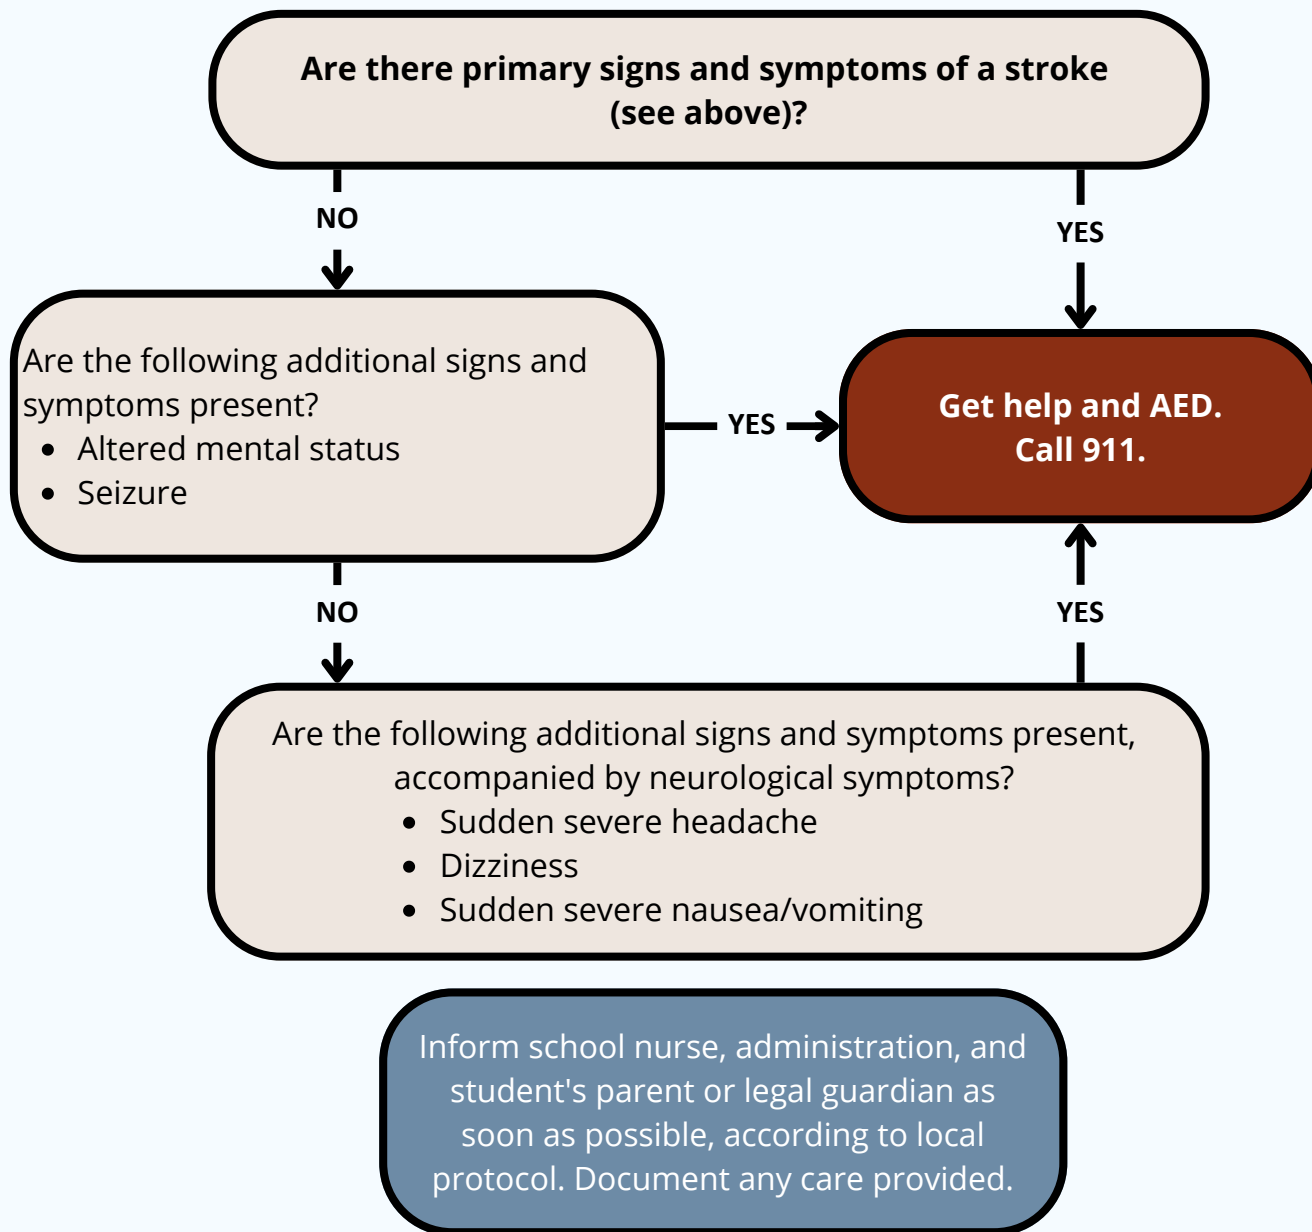 Are there primary signs and symptoms of a stroke
(see above)?
NO
YES
Are the following additional signs and
symptoms present?
• Altered mental status
• Seizure
YES
Get help and AED.
Call 911.
NO
YES
Are the following additional signs and symptoms present,
accompanied by neurological symptoms?
• Sudden severe headache
• Dizziness
• Sudden severe nausea/vomiting
Inform school nurse, administration, and
student's parent or legal guardian as
soon as possible, according to local
protocol. Document any care provided.